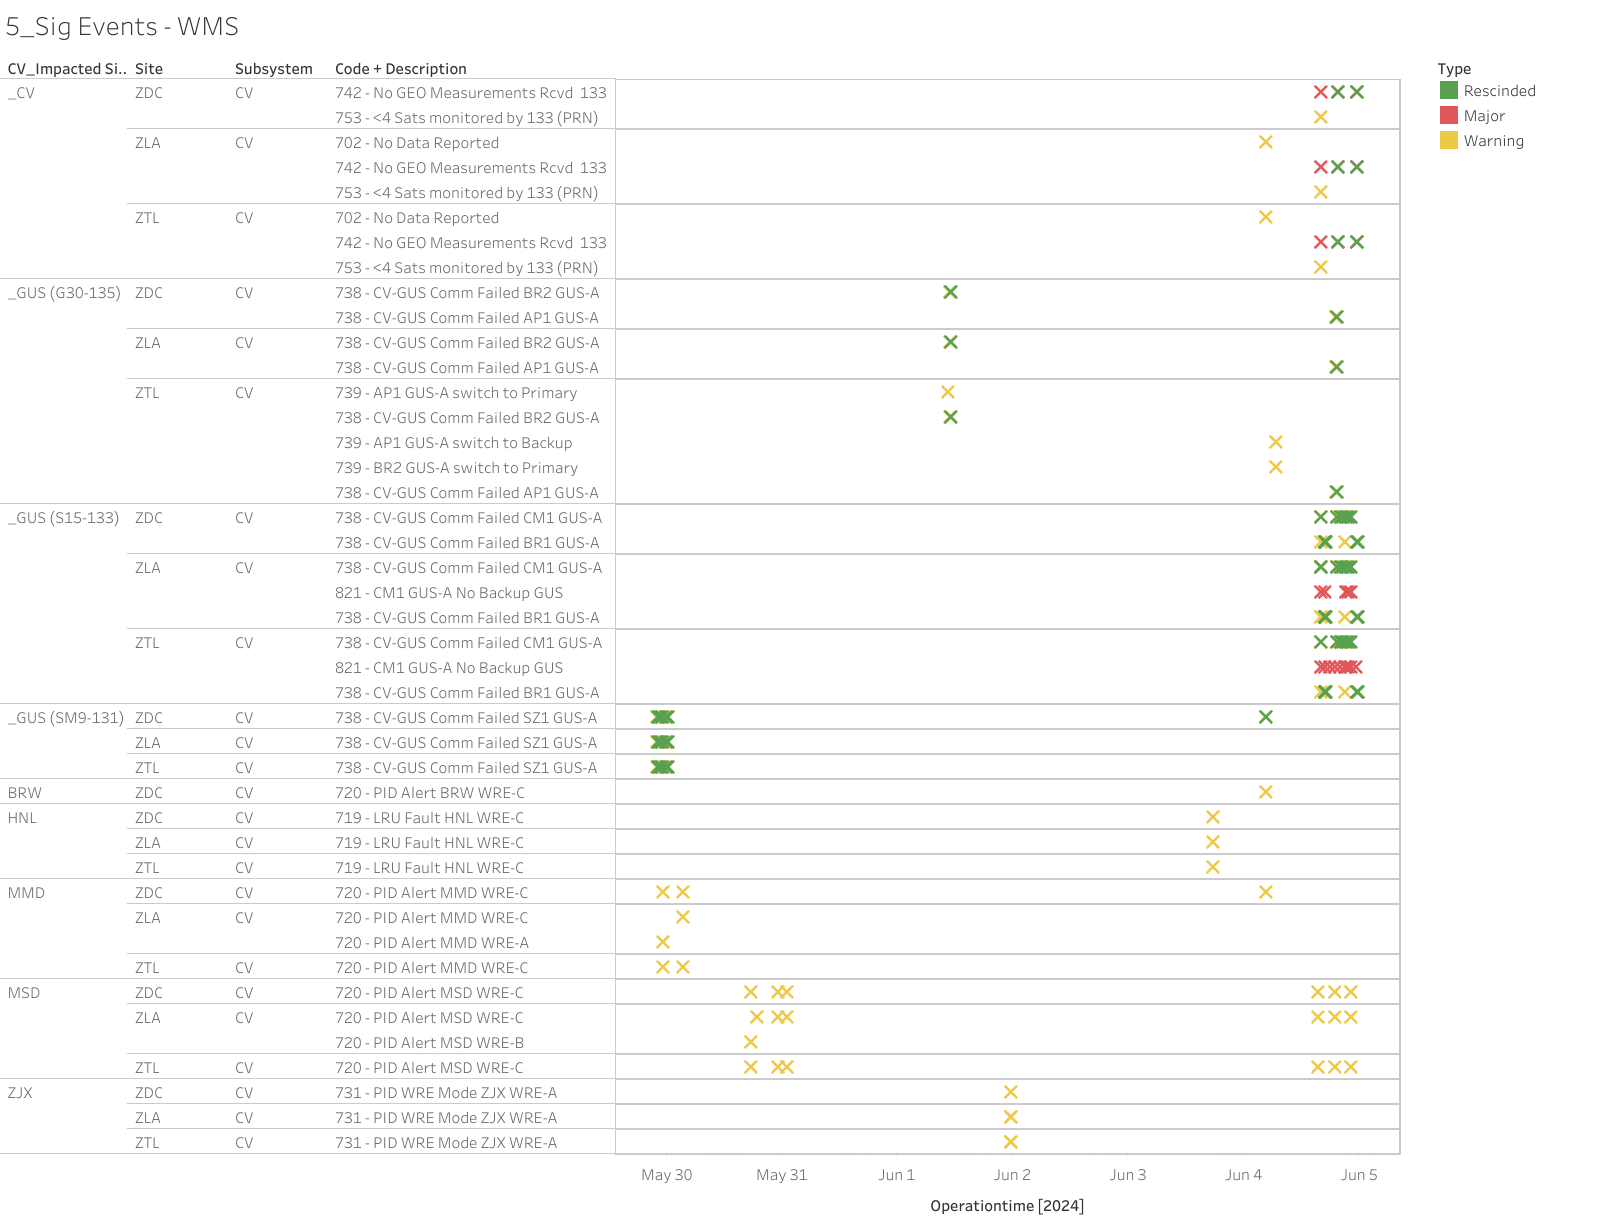 5_Sig Events - WMS
CV_Impacted Si.. Site Subsystem Code + Description
Type
Rescinded
Major
Warning
_CV ZDC CV 742 - No GEO Measurements Rcvd 133
753 - <4 Sats monitored by 133 (PRN)
ZLA CV 702 - No Data Reported
742 - No GEO Measurements Rcvd 133
753 - <4 Sats monitored by 133 (PRN)
ZTL CV 702 - No Data Reported
742 - No GEO Measurements Rcvd 133
753 - <4 Sats monitored by 133 (PRN)
_GUS (G30-135) ZDC CV 738 - CV-GUS Comm Failed BR2 GUS-A
738 - CV-GUS Comm Failed AP1 GUS-A
ZLA CV 738 - CV-GUS Comm Failed BR2 GUS-A
738 - CV-GUS Comm Failed AP1 GUS-A
ZTL CV 739 - AP1 GUS-A switch to Primary
738 - CV-GUS Comm Failed BR2 GUS-A
739 - AP1 GUS-A switch to Backup
739 - BR2 GUS-A switch to Primary
738 - CV-GUS Comm Failed AP1 GUS-A
_GUS (S15-133) ZDC CV 738 - CV-GUS Comm Failed CM1 GUS-A
738 - CV-GUS Comm Failed BR1 GUS-A
ZLA CV 738 - CV-GUS Comm Failed CM1 GUS-A
821 - CM1 GUS-A No Backup GUS
738 - CV-GUS Comm Failed BR1 GUS-A
ZTL CV 738 - CV-GUS Comm Failed CM1 GUS-A
821 - CM1 GUS-A No Backup GUS
738 - CV-GUS Comm Failed BR1 GUS-A
_GUS (SM9-131) ZDC CV 738 - CV-GUS Comm Failed SZ1 GUS-A
ZLA CV 738 - CV-GUS Comm Failed SZ1 GUS-A
ZTL CV 738 - CV-GUS Comm Failed SZ1 GUS-A
BRW ZDC CV 720 - PID Alert BRW WRE-C
HNL ZDC CV 719 - LRU Fault HNL WRE-C
ZLA CV 719 - LRU Fault HNL WRE-C
ZTL CV 719 - LRU Fault HNL WRE-C
MMD ZDC CV 720 - PID Alert MMD WRE-C
ZLA CV 720 - PID Alert MMD WRE-C
720 - PID Alert MMD WRE-A
ZTL CV 720 - PID Alert MMD WRE-C
MSD ZDC CV 720 - PID Alert MSD WRE-C
ZLA CV 720 - PID Alert MSD WRE-C
720 - PID Alert MSD WRE-B
ZTL CV 720 - PID Alert MSD WRE-C
ZJX ZDC CV 731 - PID WRE Mode ZJX WRE-A
ZLA CV 731 - PID WRE Mode ZJX WRE-A
ZTL CV 731 - PID WRE Mode ZJX WRE-A
May 30 May 31 Jun 1 Jun 2 Jun 3 Jun 4 Jun 5
Operationtime [2024]